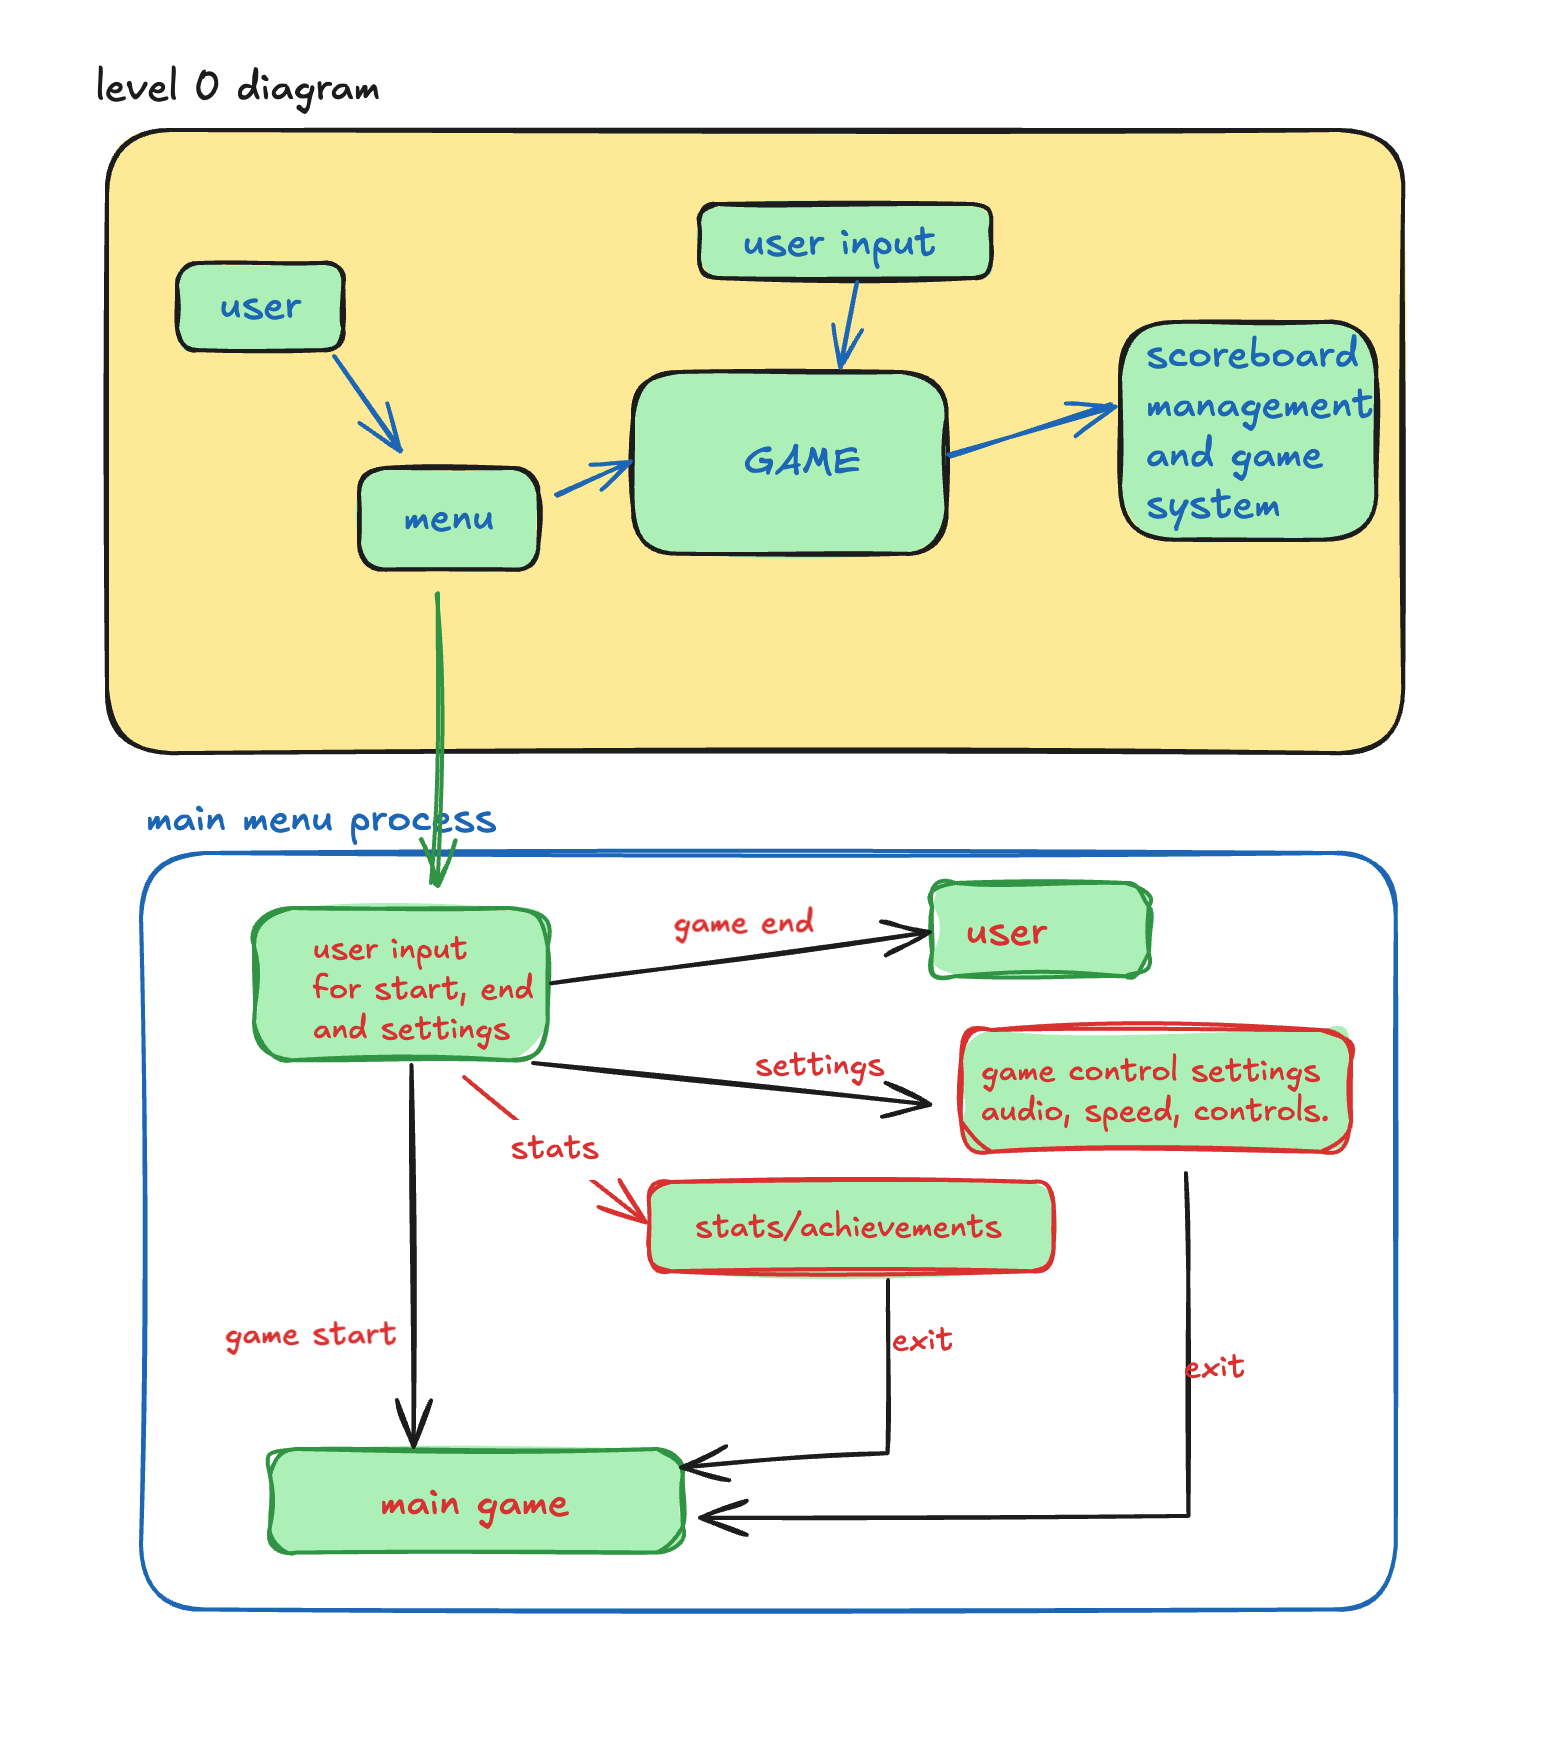 level 0 diagram
user input
user
scoreboard
management
and game
system
GAME
menu
main menu process
game end
user
user input
for start, end
and settings
settings
game control settings
audio, speed, controls.
stats
stats/achievements
game start
exit
exit
main game